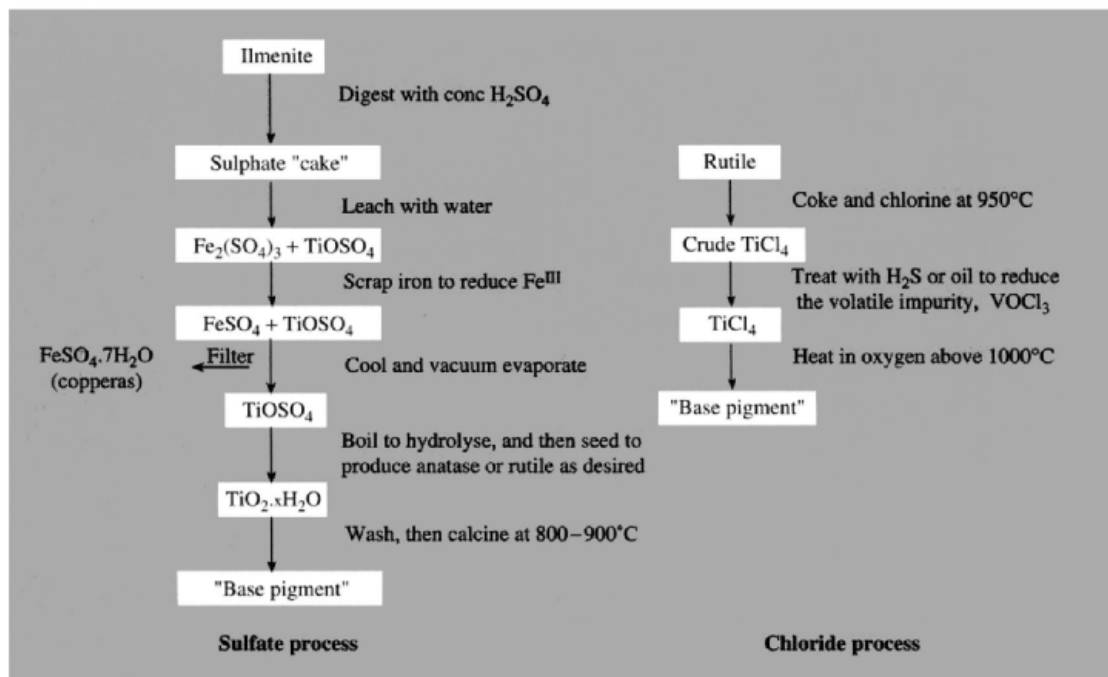 Ilmenite
Digest with conc H₂SO₄
Sulphate "cake"
Leach with water
Fe₂(SO₄)₃ + TiOSO₄
Scrap iron to reduce Feᴵᴵᴵ
FeSO₄ + TiOSO₄
FeSO₄.7H₂O
(copperas)
Filter
Cool and vacuum evaporate
TiOSO₄
Boil to hydrolyse, and then seed to
produce anatase or rutile as desired
TiO₂.xH₂O
Wash, then calcine at 800–900°C
"Base pigment"
Sulfate process
Rutile
Coke and chlorine at 950°C
Crude TiCl₄
Treat with H₂S or oil to reduce
the volatile impurity, VOCl₃
TiCl₄
Heat in oxygen above 1000°C
"Base pigment"
Chloride process